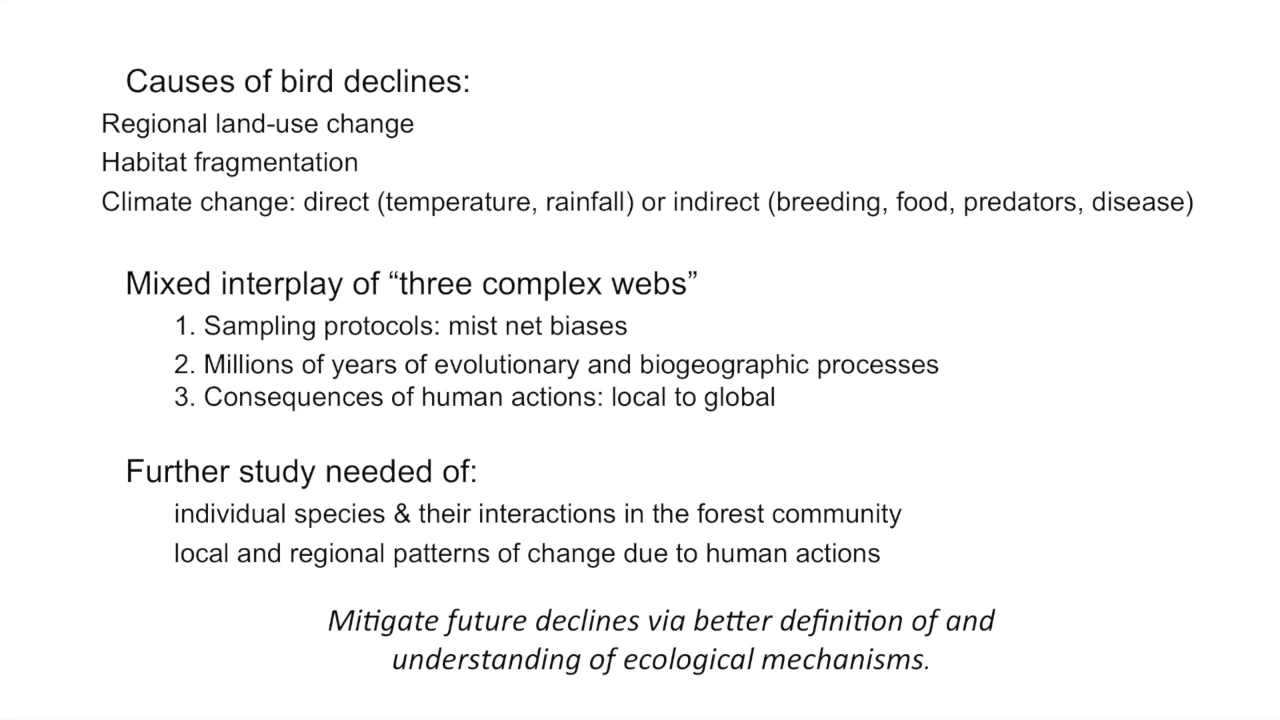 Causes of bird declines:
Regional land-use change
Habitat fragmentation
Climate change: direct (temperature, rainfall) or indirect (breeding, food, predators, disease)
Mixed interplay of “three complex webs”
1. Sampling protocols: mist net biases
2. Millions of years of evolutionary and biogeographic processes
3. Consequences of human actions: local to global
Further study needed of:
individual species & their interactions in the forest community
local and regional patterns of change due to human actions
Mitigate future declines via better definition of and
understanding of ecological mechanisms.